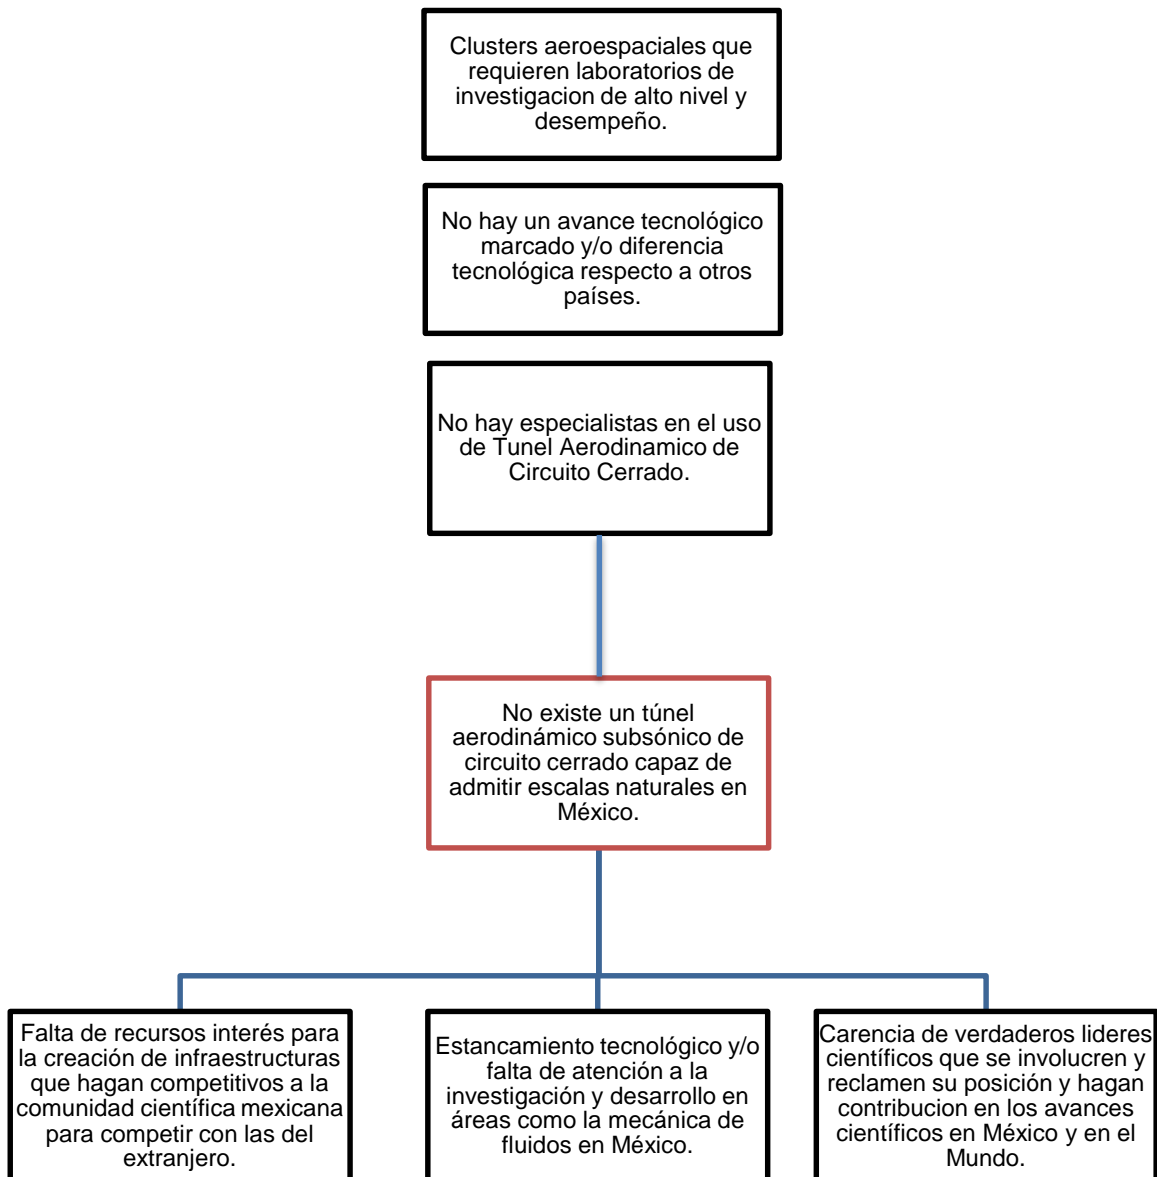 Clusters aeroespaciales que
requieren laboratorios de
investigacion de alto nivel y
desempeño.
No hay un avance tecnológico
marcado y/o diferencia
tecnológica respecto a otros
países.
No hay especialistas en el uso
de Tunel Aerodinamico de
Circuito Cerrado.
No existe un túnel
aerodinámico subsónico de
circuito cerrado capaz de
admitir escalas naturales en
México.
Falta de recursos interés para
la creación de infraestructuras
que hagan competitivos a la
comunidad científica mexicana
para competir con las del
extranjero.
Estancamiento tecnológico y/o
falta de atención a la
investigación y desarrollo en
áreas como la mecánica de
fluidos en México.
Carencia de verdaderos lideres
científicos que se involucren y
reclamen su posición y hagan
contribucion en los avances
científicos en México y en el
Mundo.